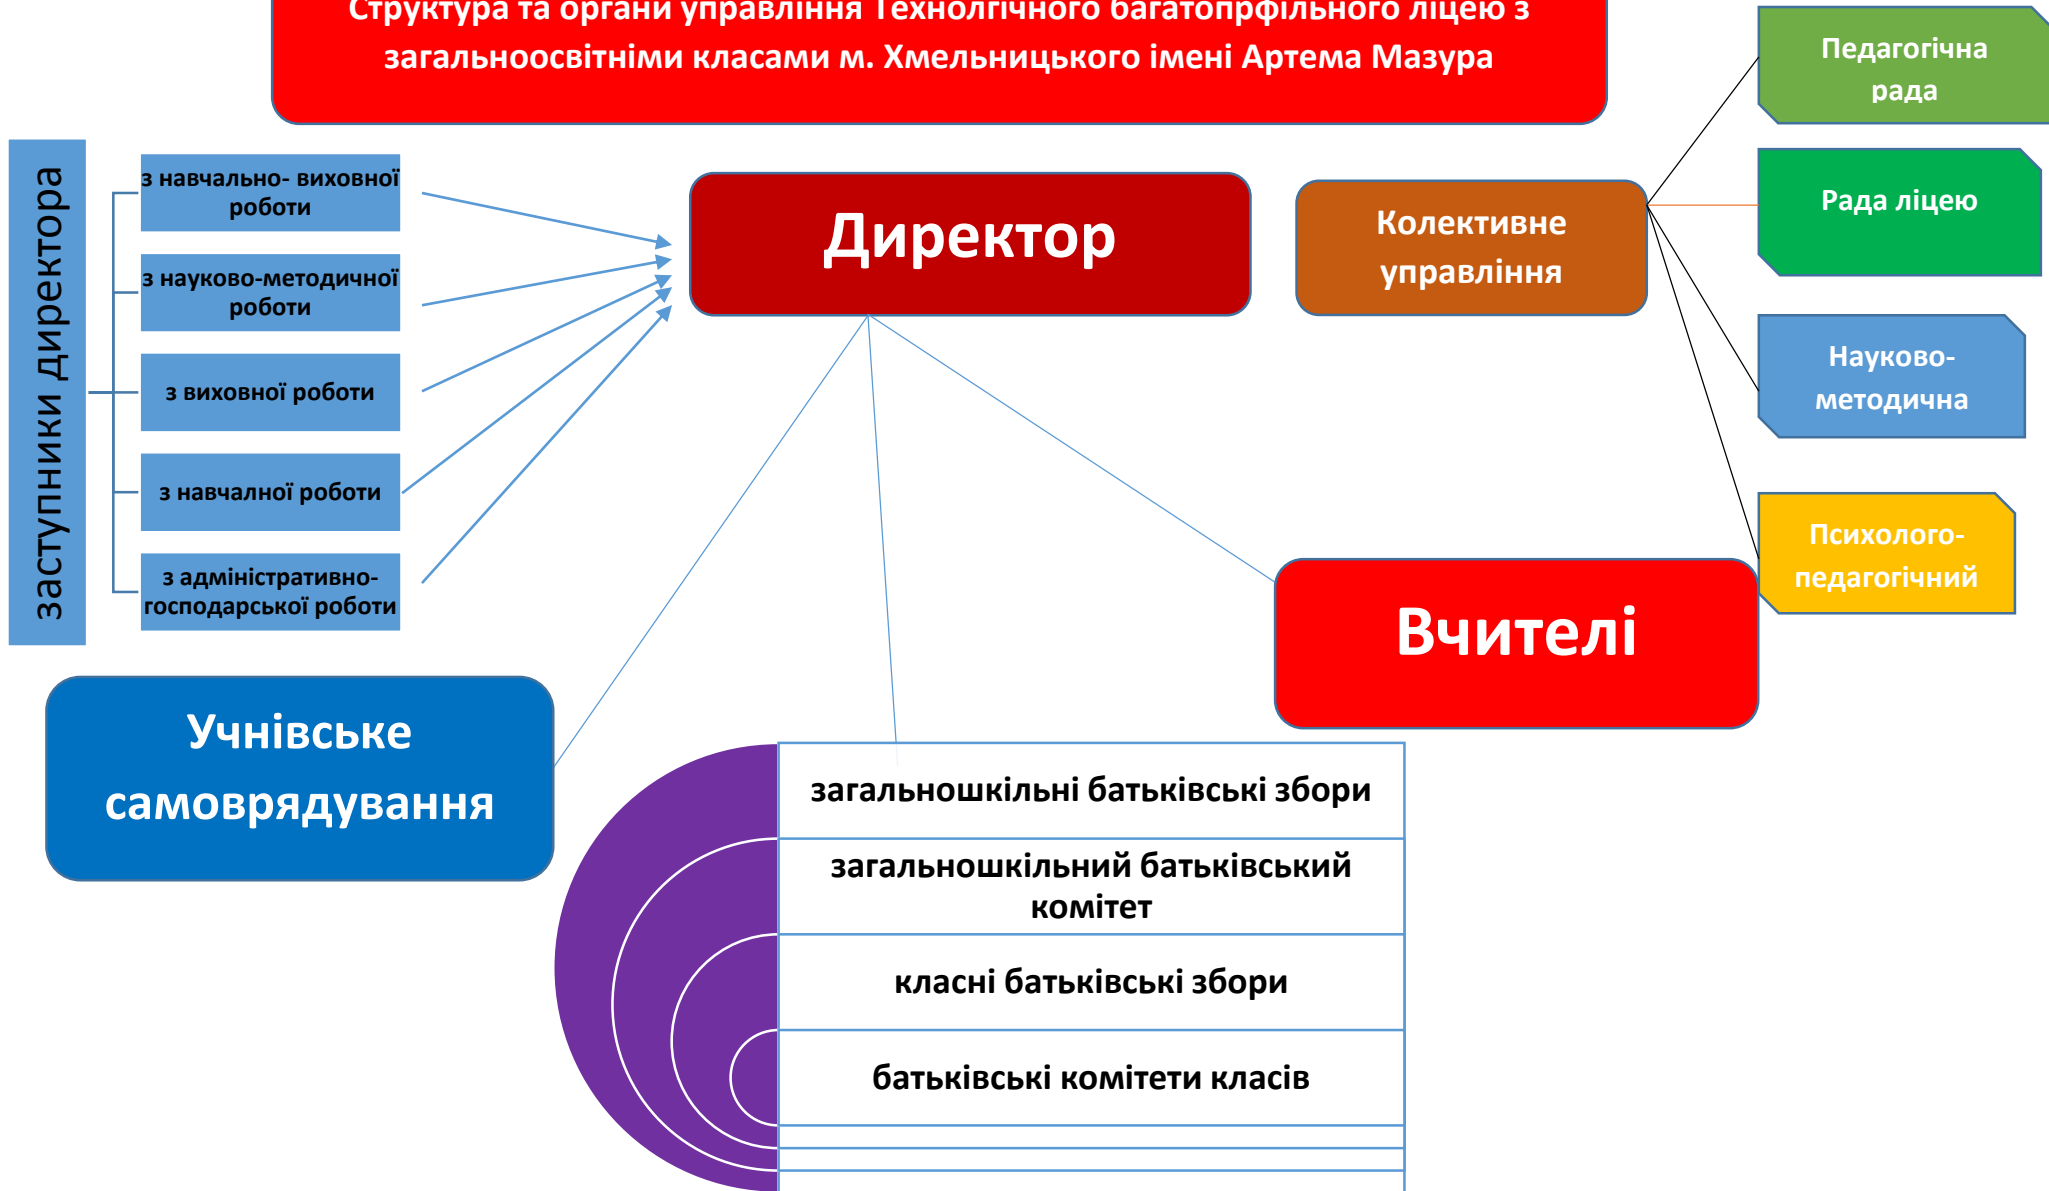 Структура та органи управління Технолгічного багатопрфільного ліцею з
загальноосвітніми класами м. Хмельницького імені Артема Мазура
заступники директора
з навчально- виховної
роботи
з науково-методичної
роботи
з виховної роботи
з навчалної роботи
з адміністративно-
господарської роботи
Директор
Колективне
управління
Педагогічна
рада
Рада ліцею
Науково-
методична
Психолого-
педагогічний
Вчителі
Учнівське
самоврядування
загальношкільні батьківські збори
загальношкільний батьківський
комітет
класні батьківські збори
батьківські комітети класів